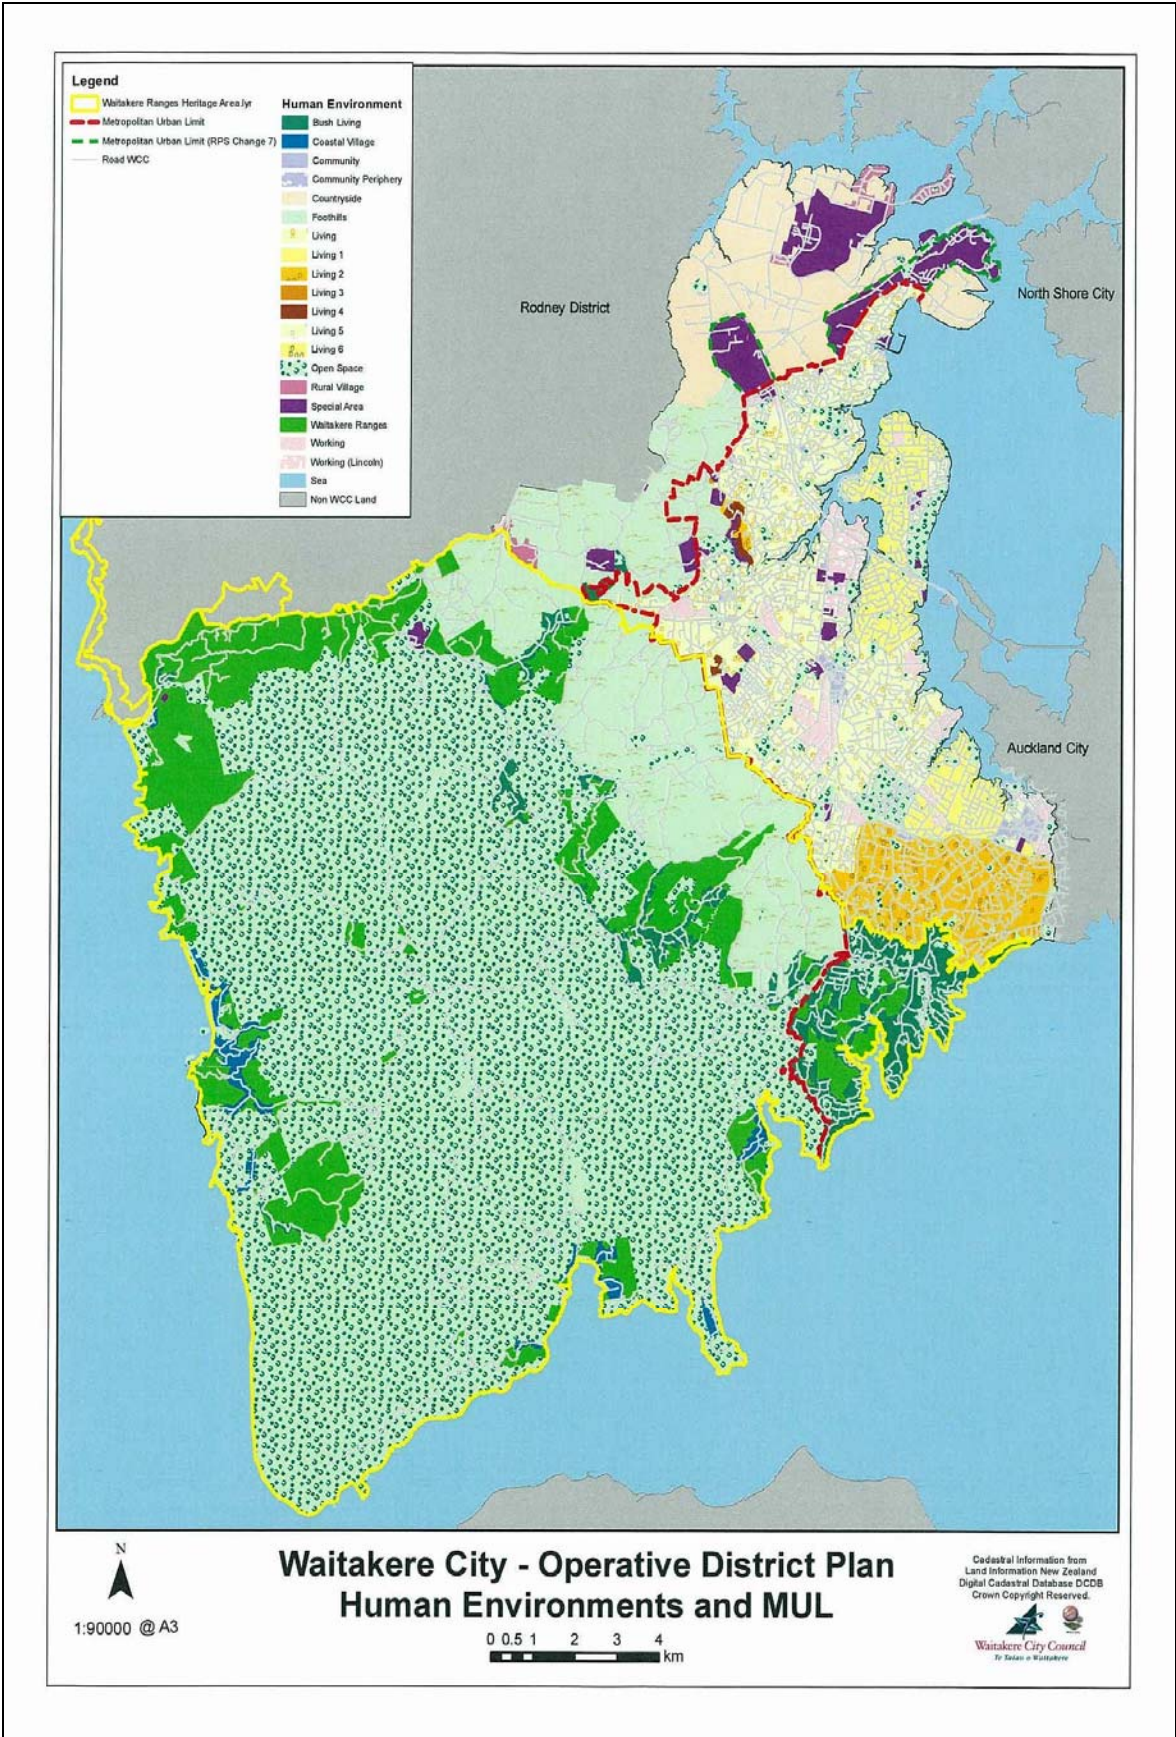 Legend
Waitakere Ranges Heritage Area.lyr
Metropolitan Urban Limit
Metropolitan Urban Limit (RPS Change 7)
Road WCC
Human Environment
Bush Living
Coastal Village
Community
Community Periphery
Countryside
Foothills
Living
Living 1
Living 2
Living 3
Living 4
Living 5
Living 6
Open Space
Rural Village
Special Area
Waitakere Ranges
Working
Working (Lincoln)
Sea
Non WCC Land
Rodney District
North Shore City
Auckland City
N
1:90000 @ A3
Waitakere City - Operative District Plan
Human Environments and MUL
0 0.5 1 2 3 4
km
Cadastral Information from
Land Information New Zealand
Digital Cadastral Database DCDB
Crown Copyright Reserved.
Waitakere City Council
Te Taiao o Waitakere